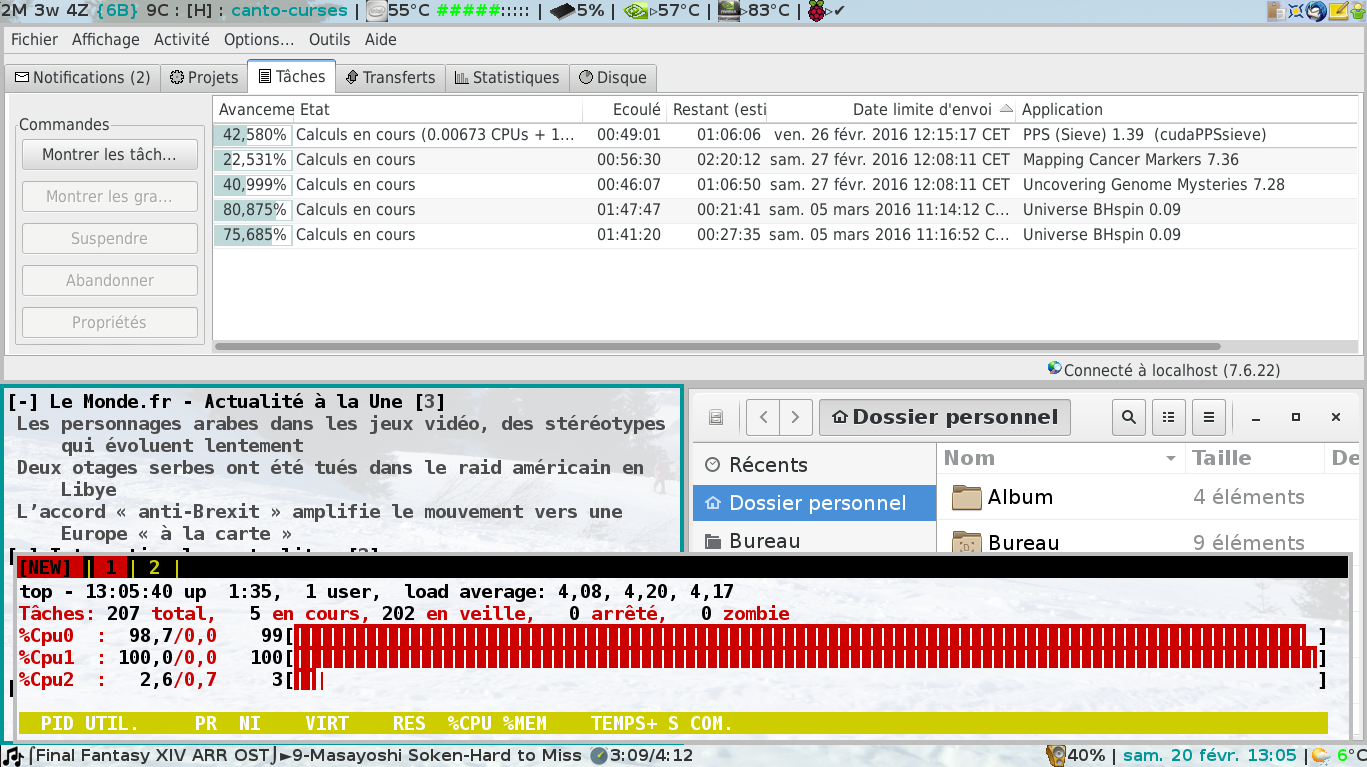 2M 3w 4Z {6B} 9C : [H] : canto-curses | 55°C #####::::: | 5% | ▹57°C | ▹83°C | ▹✔
Fichier Affichage Activité Options... Outils Aide
Notifications (2) Projets Tâches Transferts Statistiques Disque
Commandes
Montrer les tâch...
Montrer les gra...
Suspendre
Abandonner
Propriétés
Avanceme Etat Ecoulé Restant (esti Date limite d'envoi Application
42,580% Calculs en cours (0.00673 CPUs + 1... 00:49:01 01:06:06 ven. 26 févr. 2016 12:15:17 CET PPS (Sieve) 1.39 (cudaPPSsieve)
22,531% Calculs en cours 00:56:30 02:20:12 sam. 27 févr. 2016 12:08:11 CET Mapping Cancer Markers 7.36
40,999% Calculs en cours 00:46:07 01:06:50 sam. 27 févr. 2016 12:08:11 CET Uncovering Genome Mysteries 7.28
80,875% Calculs en cours 01:47:47 00:21:41 sam. 05 mars 2016 11:14:12 C... Universe BHspin 0.09
75,685% Calculs en cours 01:41:20 00:27:35 sam. 05 mars 2016 11:16:52 C... Universe BHspin 0.09
Connecté à localhost (7.6.22)
[-] Le Monde.fr - Actualité à la Une [3]
Les personnages arabes dans les jeux vidéo, des stéréotypes
qui évoluent lentement
Deux otages serbes ont été tués dans le raid américain en
Libye
L’accord « anti-Brexit » amplifie le mouvement vers une
Europe « à la carte »
Dossier personnel
Récents
Dossier personnel
Bureau
Nom Taille De
Album 4 éléments
Bureau 9 éléments
[NEW] | 1 | 2 |
top - 13:05:40 up 1:35, 1 user, load average: 4,08, 4,20, 4,17
Tâches: 207 total, 5 en cours, 202 en veille, 0 arrêté, 0 zombie
%Cpu0 : 98,7/0,0 99[||||||||||||||||||||||||||||||||||||||||||||||||||||||||||||||||||||||||||||||||||||||||||| ]
%Cpu1 : 100,0/0,0 100[||||||||||||||||||||||||||||||||||||||||||||||||||||||||||||||||||||||||||||||||||||||||||||]
%Cpu2 : 2,6/0,7 3[||| ]
PID UTIL. PR NI VIRT RES %CPU %MEM TEMPS+ S COM.
⌠Final Fantasy XIV ARR OST⌡►9-Masayoshi Soken-Hard to Miss 3:09/4:12
40% | sam. 20 févr. 13:05 | 6°C